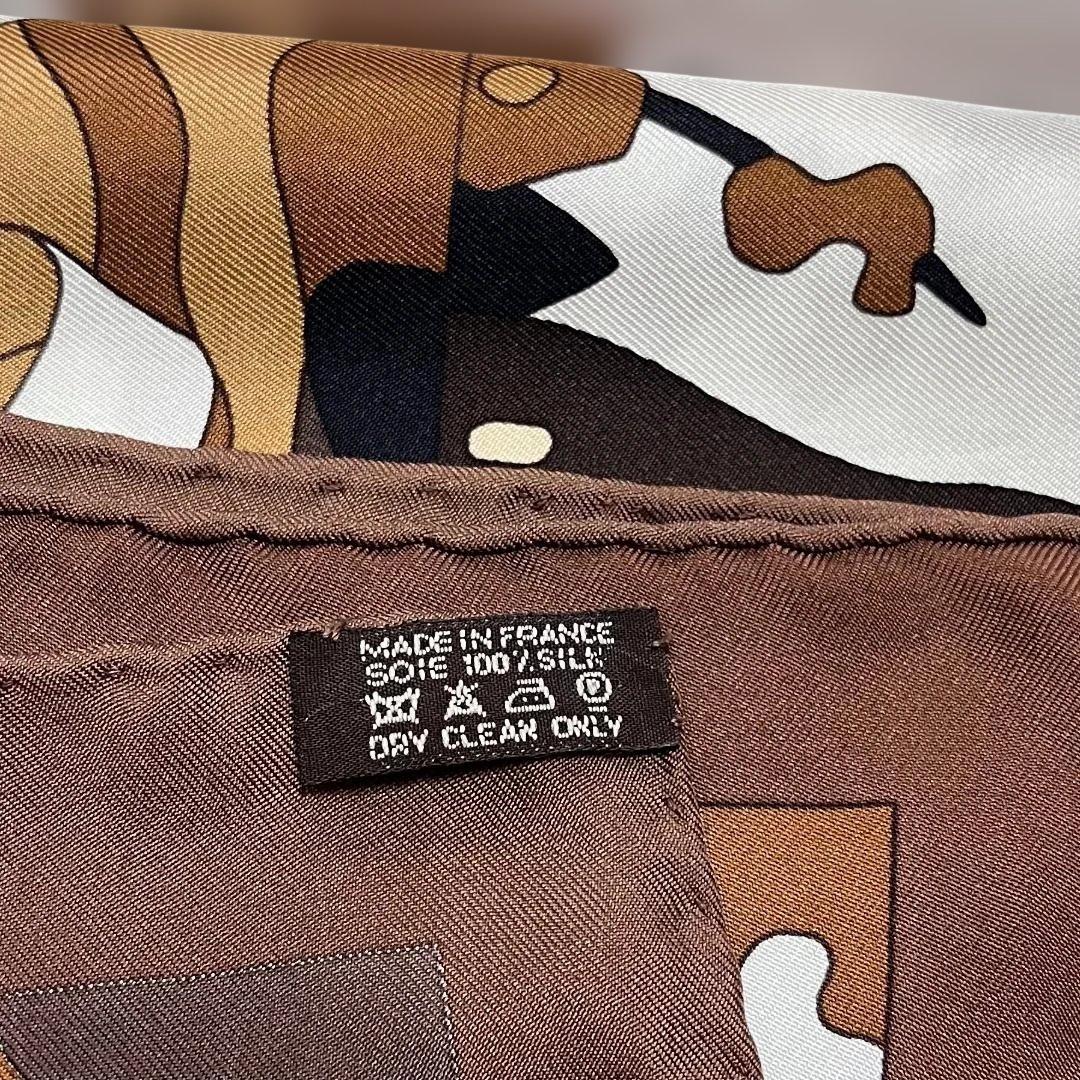 MADE IN FRANCE
SOIE 100% SILK
P
DRY CLEAN ONLY